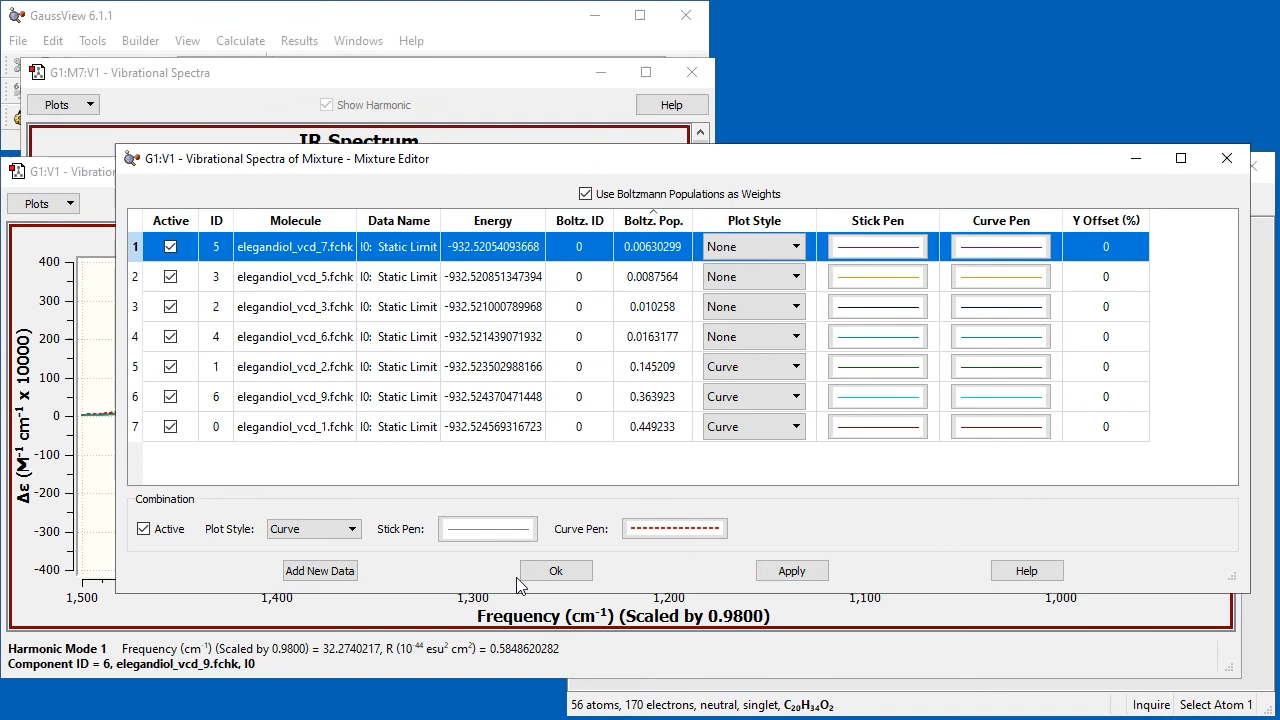 GaussView 6.1.1
File Edit Tools Builder View Calculate Results Windows Help
G1:M7:V1 - Vibrational Spectra
Plots Show Harmonic Help
IR Spectrum
G1:V1 - Vibration
Plots
G1:V1 - Vibrational Spectra of Mixture - Mixture Editor
Use Boltzmann Populations as Weights
Active ID Molecule Data Name Energy Boltz. ID Boltz. Pop. Plot Style Stick Pen Curve Pen Y Offset (%)
1 5 elegandiol_vcd_7.fchk I0: Static Limit -932.52054093668 0 0.00630299 None 0
2 3 elegandiol_vcd_5.fchk I0: Static Limit -932.520851347394 0 0.0087564 None 0
3 2 elegandiol_vcd_3.fchk I0: Static Limit -932.521000789968 0 0.010258 None 0
4 4 elegandiol_vcd_6.fchk I0: Static Limit -932.521439071932 0 0.0163177 None 0
5 1 elegandiol_vcd_2.fchk I0: Static Limit -932.523502988166 0 0.145209 Curve 0
6 6 elegandiol_vcd_9.fchk I0: Static Limit -932.524370471448 0 0.363923 Curve 0
7 0 elegandiol_vcd_1.fchk I0: Static Limit -932.524569316723 0 0.449233 Curve 0
Combination
Active Plot Style: Curve Stick Pen: Curve Pen:
Add New Data Ok Apply Help
400
300
200
100
0
-100
-200
-300
-400
Δε (M⁻¹ cm⁻¹ x 10000)
1,500 1,400 1,300 1,200 1,100 1,000
Frequency (cm⁻¹) (Scaled by 0.9800)
Harmonic Mode 1 Frequency (cm⁻¹) (Scaled by 0.9800) = 32.2740217, R (10⁻⁴⁴ esu² cm²) = 0.5848620282
Component ID = 6, elegandiol_vcd_9.fchk, I0
56 atoms, 170 electrons, neutral, singlet, C₂₀H₃₄O₂ Inquire Select Atom 1